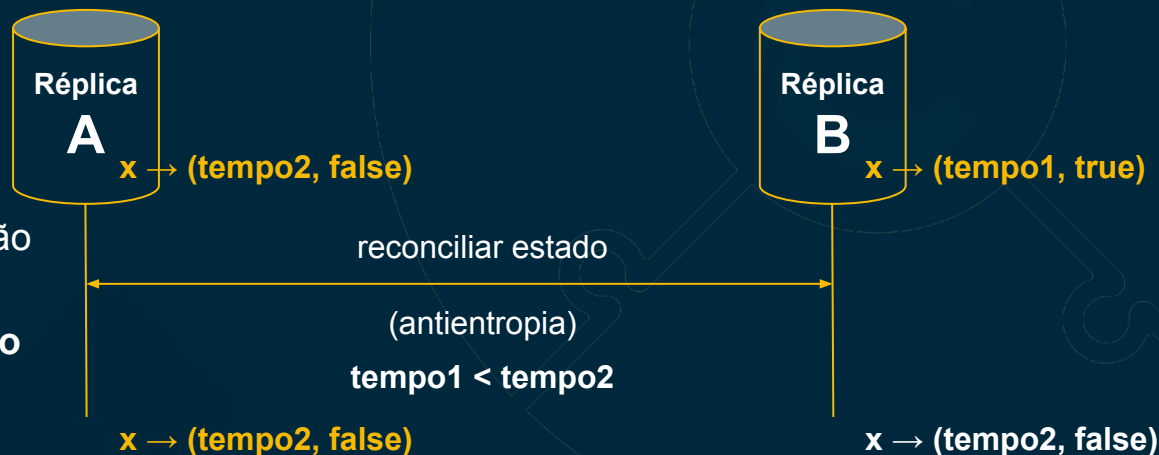 Réplica
A
x → (tempo2, false)
Réplica
B
x → (tempo1, true)
ão
reconciliar estado
(antientropia)
o
tempo1 < tempo2
x → (tempo2, false)
x → (tempo2, false)